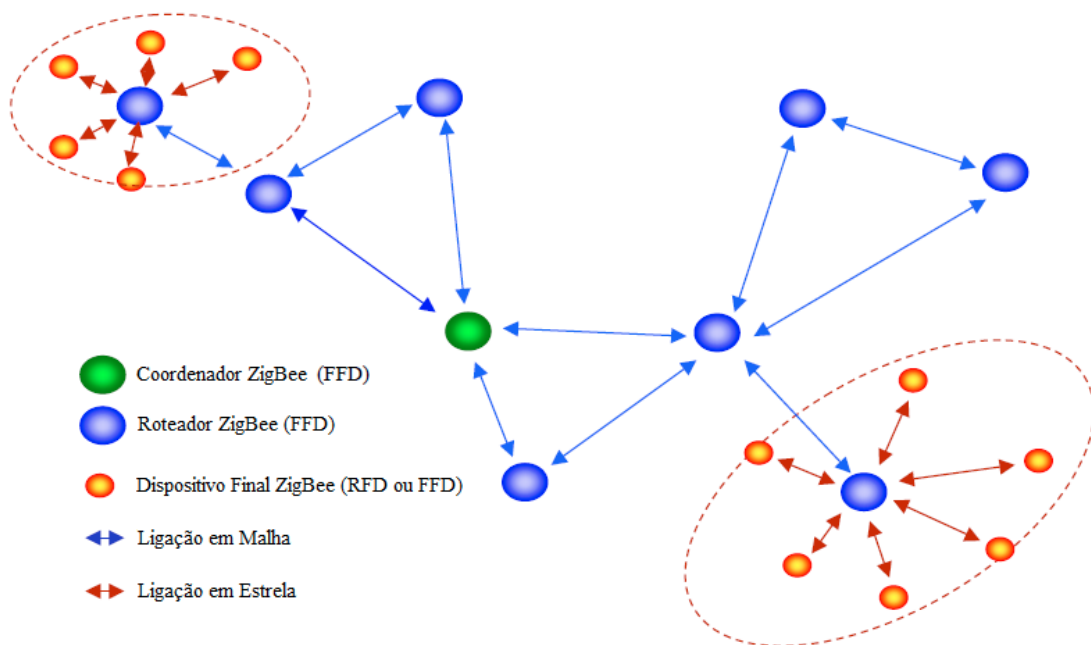 Coordenador ZigBee (FFD)
Roteador ZigBee (FFD)
Dispositivo Final ZigBee (RFD ou FFD)
Ligação em Malha
Ligação em Estrela